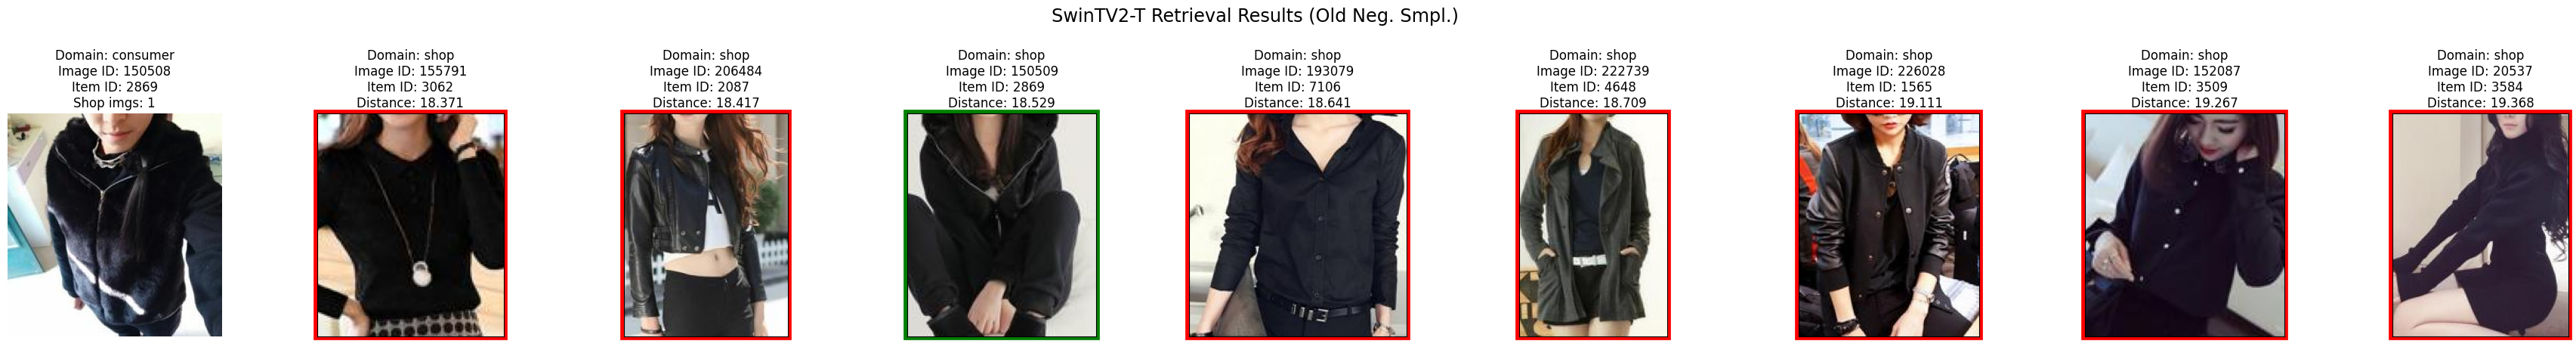 SwinTV2-T Retrieval Results (Old Neg. Smpl.)
Domain: consumer
Image ID: 150508
Item ID: 2869
Shop imgs: 1
Domain: shop
Image ID: 155791
Item ID: 3062
Distance: 18.371
Domain: shop
Image ID: 206484
Item ID: 2087
Distance: 18.417
Domain: shop
Image ID: 150509
Item ID: 2869
Distance: 18.529
Domain: shop
Image ID: 193079
Item ID: 7106
Distance: 18.641
Domain: shop
Image ID: 222739
Item ID: 4648
Distance: 18.709
Domain: shop
Image ID: 226028
Item ID: 1565
Distance: 19.111
Domain: shop
Image ID: 152087
Item ID: 3509
Distance: 19.267
Domain: shop
Image ID: 20537
Item ID: 3584
Distance: 19.368